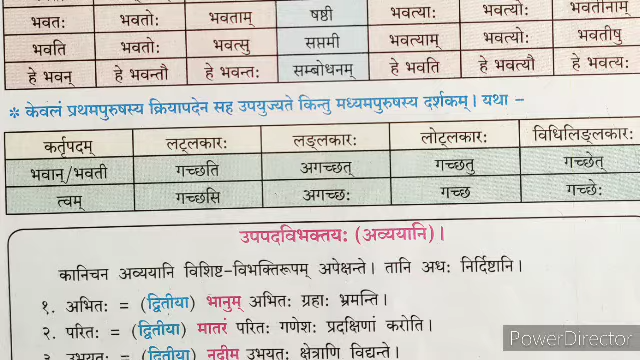 भवतः भवतोः भवताम् षष्ठी भवत्याः भवत्योः भवतीनाम्
भवति भवतोः भवत्सु सप्तमी भवत्याम् भवत्योः भवतीषु
हे भवन् हे भवन्तौ हे भवन्तः सम्बोधनम् हे भवति हे भवत्यौ हे भवत्यः
* केवलं प्रथमपुरुषस्य क्रियापदेन सह उपयुज्यते किन्तु मध्यमपुरुषस्य दर्शकम्। यथा –
कर्तृपदम् लट्लकारः लङ्लकारः लोट्लकारः विधिलिङ्लकारः
भवान्/भवती गच्छति अगच्छत् गच्छतु गच्छेत्
त्वम् गच्छसि अगच्छः गच्छ गच्छेः
उपपदविभक्तयः (अव्ययानि)।
कानिचन अव्ययानि विशिष्ट-विभक्तिरूपम् अपेक्षन्ते। तानि अधः निर्दिष्टानि।
१. अभितः = (द्वितीया) भानुम् अभितः ग्रहाः भ्रमन्ति।
२. परितः = (द्वितीया) मातरं परितः गणेशः प्रदक्षिणां करोति।
३. उभयतः = (द्वितीया) नदीम् उभयतः क्षेत्राणि विद्यन्ते।
PowerDirector